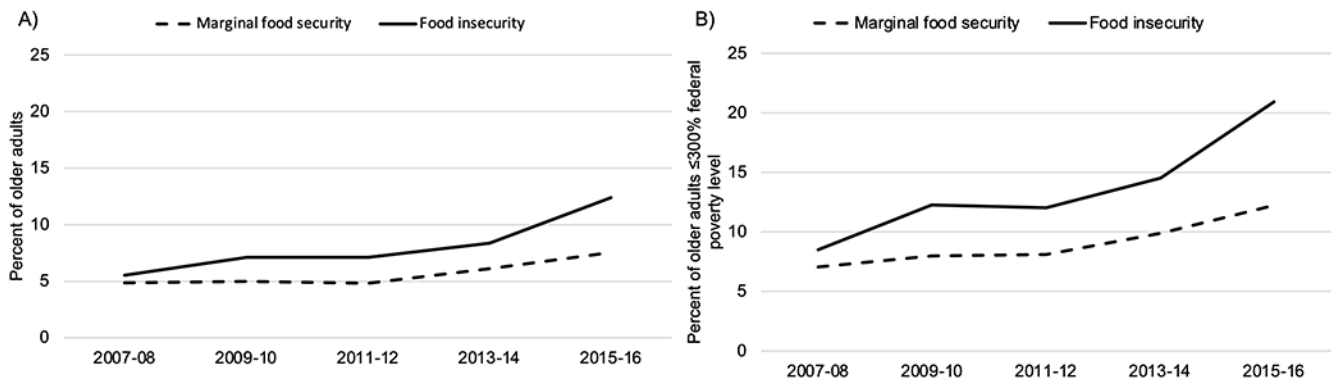 A)
Marginal food security
Food insecurity
Percent of older adults
25
20
15
10
5
0
2007-08
2009-10
2011-12
2013-14
2015-16
B)
Marginal food security
Food insecurity
Percent of older adults ≤300% federal
poverty level
25
20
15
10
5
0
2007-08
2009-10
2011-12
2013-14
2015-16